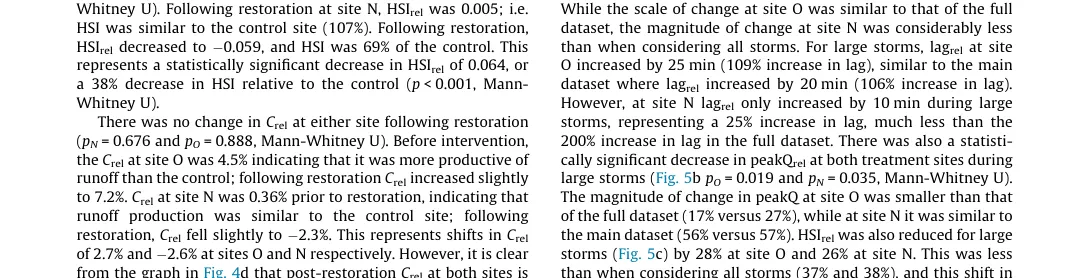 Whitney U). Following restoration at site N, HSIrel was 0.005; i.e.
HSI was similar to the control site (107%). Following restoration,
HSIrel decreased to −0.059, and HSI was 69% of the control. This
represents a statistically significant decrease in HSIrel of 0.064, or
a 38% decrease in HSI relative to the control (p < 0.001, Mann-
Whitney U).
There was no change in Crel at either site following restoration
(pN = 0.676 and pO = 0.888, Mann-Whitney U). Before intervention,
the Crel at site O was 4.5% indicating that it was more productive of
runoff than the control; following restoration Crel increased slightly
to 7.2%. Crel at site N was 0.36% prior to restoration, indicating that
runoff production was similar to the control site; following
restoration, Crel fell slightly to −2.3%. This represents shifts in Crel
of 2.7% and −2.6% at sites O and N respectively. However, it is clear
from the graph in Fig. 4d that post-restoration Crel at both sites is
While the scale of change at site O was similar to that of the full
dataset, the magnitude of change at site N was considerably less
than when considering all storms. For large storms, lagrel at site
O increased by 25 min (109% increase in lag), similar to the main
dataset where lagrel increased by 20 min (106% increase in lag).
However, at site N lagrel only increased by 10 min during large
storms, representing a 25% increase in lag, much less than the
200% increase in lag in the full dataset. There was also a statisti-
cally significant decrease in peakQrel at both treatment sites during
large storms (Fig. 5b pO = 0.019 and pN = 0.035, Mann-Whitney U).
The magnitude of change in peakQ at site O was smaller than that
of the full dataset (17% versus 27%), while at site N it was similar to
the main dataset (56% versus 57%). HSIrel was also reduced for large
storms (Fig. 5c) by 28% at site O and 26% at site N. This was less
than when considering all storms (37% and 38%), and this shift in